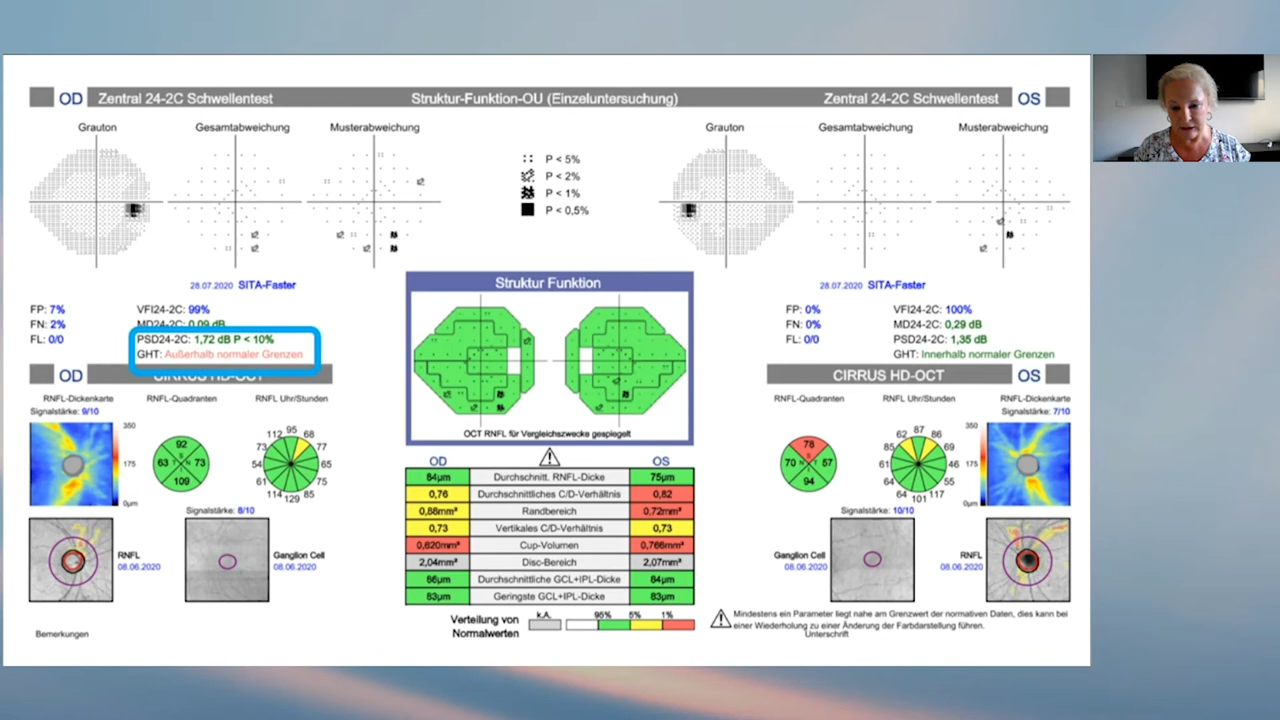 OD Zentral 24-2C Schwellentest Struktur-Funktion-OU (Einzeluntersuchung) Zentral 24-2C Schwellentest OS
Grauton Gesamtabweichung Musterabweichung Grauton Gesamtabweichung Musterabweichung
P < 5%
P < 2%
P < 1%
P < 0,5%
28.07.2020 SITA-Faster
FP: 7%
FN: 2%
FL: 0/0
VFI24-2C: 99%
MD24-2C: 0,09 dB
PSD24-2C: 1,72 dB P < 10%
GHT: Außerhalb normaler Grenzen
Struktur Funktion
OCT RNFL für Vergleichszwecke gespiegelt
28.07.2020 SITA-Faster
FP: 0%
FN: 0%
FL: 0/0
VFI24-2C: 100%
MD24-2C: 0,29 dB
PSD24-2C: 1,35 dB
GHT: Innerhalb normaler Grenzen
OD CIRRUS HD-OCT
RNFL-Dickenkarte RNFL-Quadranten RNFL Uhr/Stunden
Signalstärke: 9/10
350
175
0µm
92
63 T S N 73
I
109
112 95 68
73 77
54 65
61 75
114 129 85
Signalstärke: 8/10
RNFL
08.06.2020
Ganglion Cell
08.06.2020
Bemerkungen
OD OS
84µm Durchschnitt. RNFL-Dicke 75µm
0,76 Durchschnittliches C/D-Verhältnis 0,82
0,88mm² Randbereich 0,72mm²
0,73 Vertikales C/D-Verhältnis 0,73
0,620mm³ Cup-Volumen 0,766mm³
2,04mm² Disc-Bereich 2,07mm²
86µm Durchschnittliche GCL+IPL-Dicke 84µm
83µm Geringste GCL+IPL-Dicke 83µm
Verteilung von
Normalwerten
k.A. 95% 5% 1%
CIRRUS HD-OCT OS
RNFL-Quadranten RNFL Uhr/Stunden RNFL-Dickenkarte
Signalstärke: 7/10
78
70 N S T 57
I
94
62 87 86
85 69
61 46
64 55
64 101 117
350
175
0µm
Signalstärke: 10/10
Ganglion Cell
08.06.2020
RNFL
08.06.2020
Mindestens ein Parameter liegt nahe am Grenzwert der normativen Daten, dies kann bei
einer Wiederholung zu einer Änderung der Farbdarstellung führen.
Unterschrift